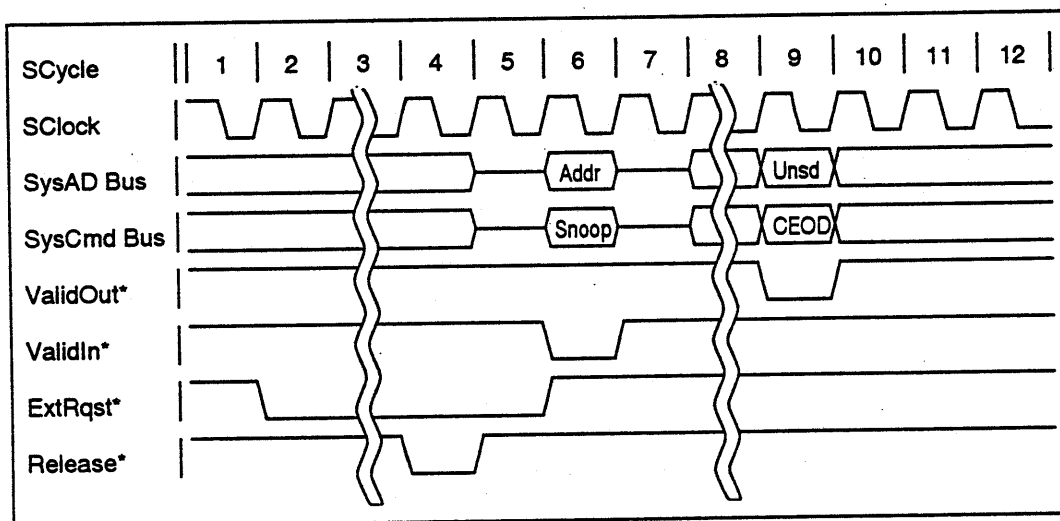 SCycle 1 2 3 4 5 6 7 8 9 10 11 12
SClock
SysAD Bus Addr Unsd
SysCmd Bus Snoop CEOD
ValidOut*
ValidIn*
ExtRqst*
Release*